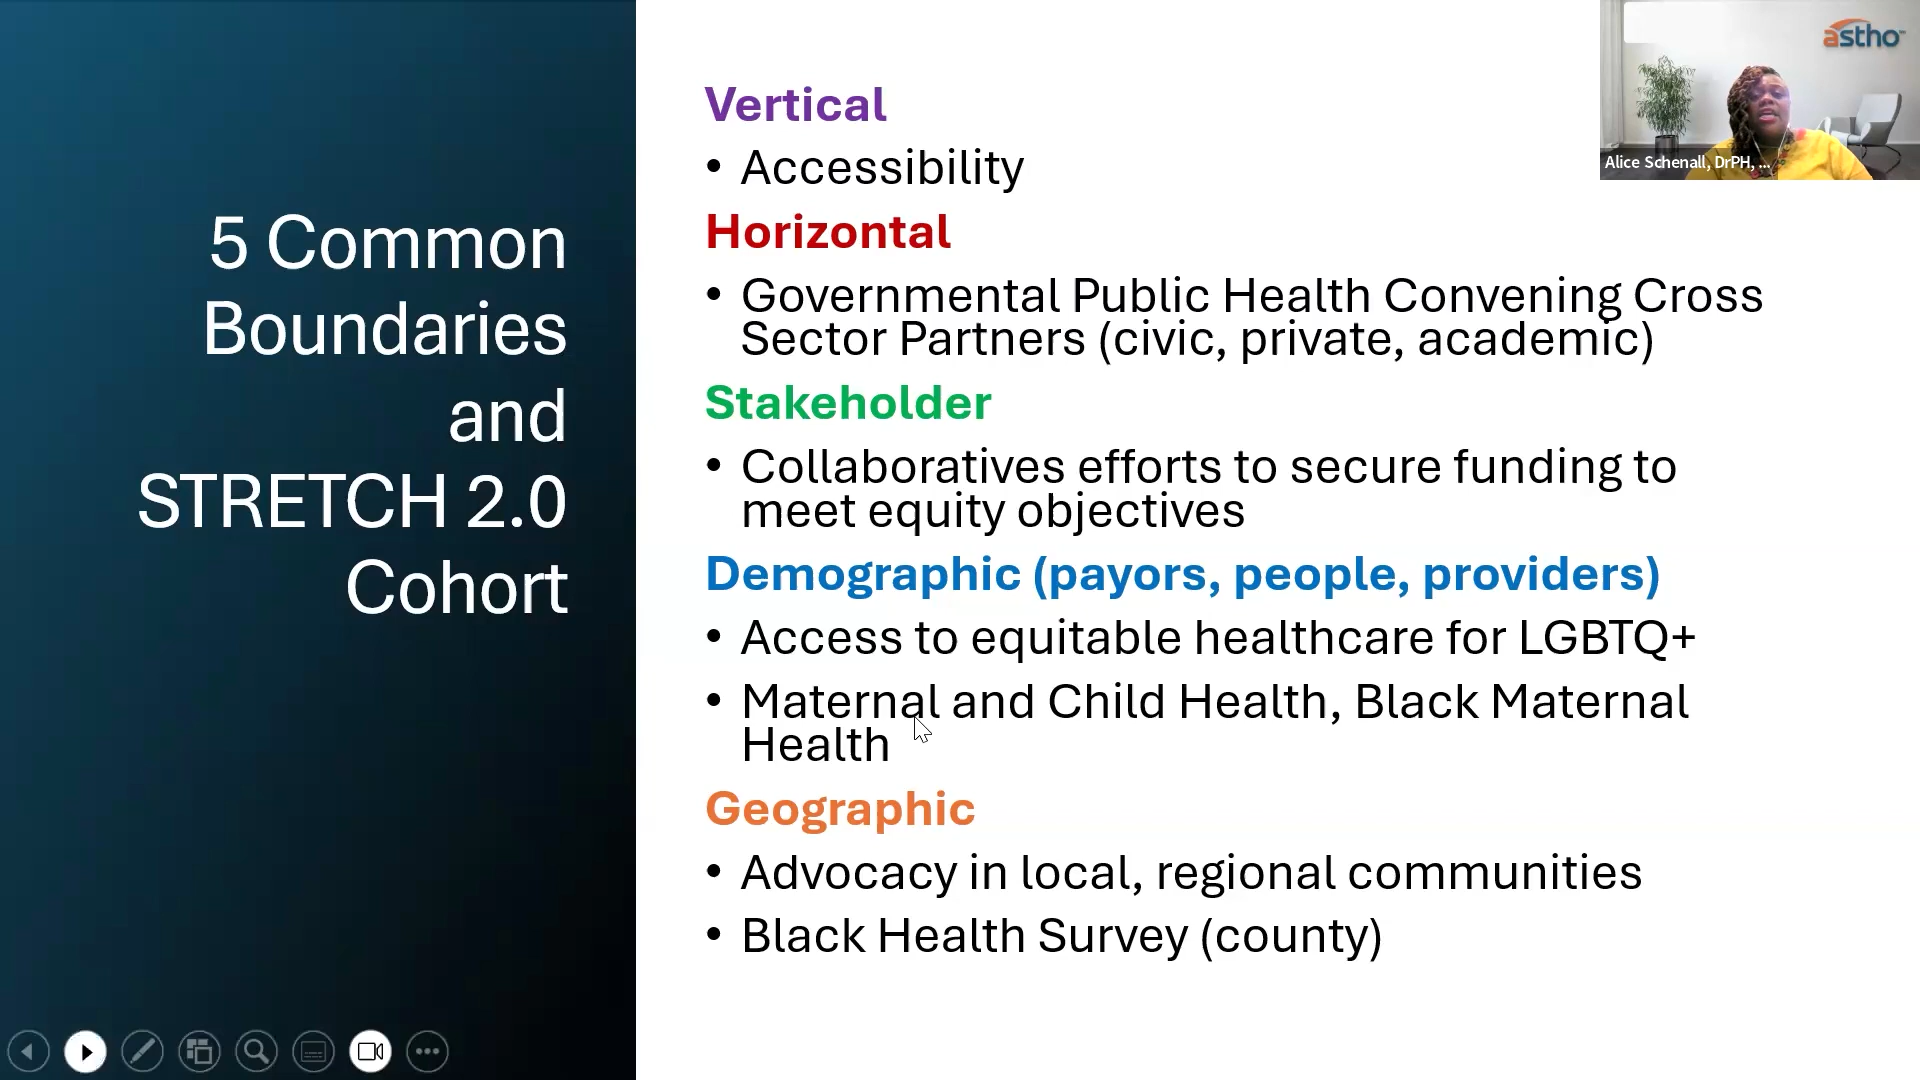 5 Common
Boundaries
and
STRETCH 2.0
Cohort
Vertical
• Accessibility
Horizontal
• Governmental Public Health Convening Cross
Sector Partners (civic, private, academic)
Stakeholder
• Collaboratives efforts to secure funding to
meet equity objectives
Demographic (payors, people, providers)
• Access to equitable healthcare for LGBTQ+
• Maternal and Child Health, Black Maternal
Health
Geographic
• Advocacy in local, regional communities
• Black Health Survey (county)
astho™
Alice Schenall, DrPH, ...